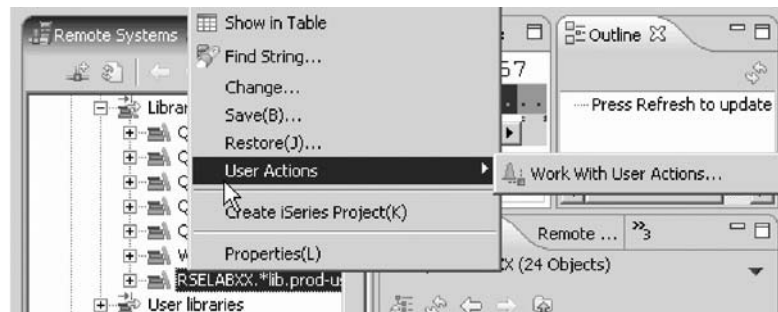 Remote Systems
Show in Table
Find String...
Change...
Save(B)...
Restore(J)...
User Actions
Create iSeries Project(K)
Properties(L)
Work With User Actions...
57
Outline
Press Refresh to update
Q
Q
Q
Q
Q
W
RSELABXX.*lib.prod-u
User libraries
Remote ...
»3
(24 Objects)